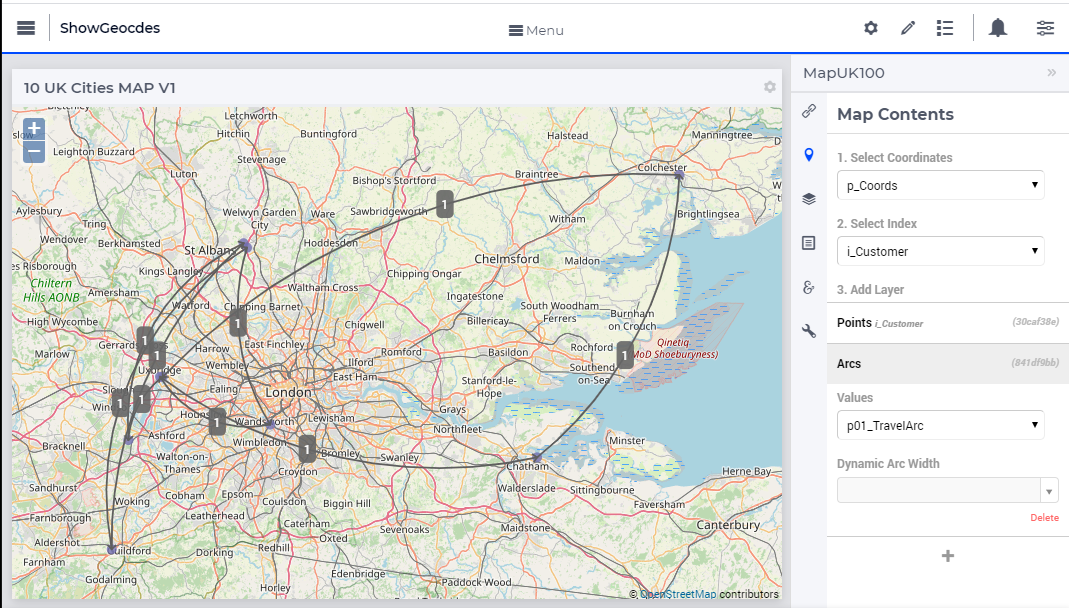 ShowGeocdes
Menu
10 UK Cities MAP V1
MapUK100
»
Map Contents
1. Select Coordinates
p_Coords
2. Select Index
i_Customer
3. Add Layer
Points i_Customer (30caf38e)
Arcs (841df9bb)
Values
p01_TravelArc
Dynamic Arc Width
Delete
+
+
−
Letchworth
Hitchin
Buntingford
Halstead
Manningtree
Leighton Buzzard
Stevenage
Luton
Bishop's Stortford
Braintree
Colchester
Aylesbury
Welwyn Garden
City
Ware
Sawbridgeworth
1
Witham
Brightlingsea
Tring
Wendover
Berkhamsted
St Albans
Hoddesdon
Chelmsford
Maldon
es Risborough
Kings Langley
Chipping Ongar
Chiltern
Hills AONB
Amersham
Waltham Cross
Ingatestone
Watford
Chipping Barnet
South Woodham
Ferrers
Burnham
on Crouch
High Wycombe
1
Chigwell
Billericay
Marlow
Gerrards
1
Harrow
East Finchley
Romford
Basildon
Rochford
Qinetiq
MoD Shoeburyness)
1
1
Uxbridge
Wembley
Ilford
Southend
-on-Sea
East Ham
Stanford-le-
Hope
Slough
Ealing
London
1
1
Grays
Hounslow
1
Wandsworth
Lewisham
Northfleet
Bracknell
Ashford
Wimbledon
1
Bromley
Swanley
Minster
Walton-on-
Thames
Croydon
Chatham
Herne Bay
Sandhurst
Woking
Cobham
Epsom
Coulsdon
Biggin Hill
Walderslade
Sittingbourne
Faversham
Farnborough
Leatherhead
Caterham
Oxted
Sevenoaks
Maidstone
Canterbury
Aldershot
Guildford
Dorking
Redhill
Farnham
Edenbridge
Godalming
Horley
Paddock Wood
© OpenStreetMap contributors